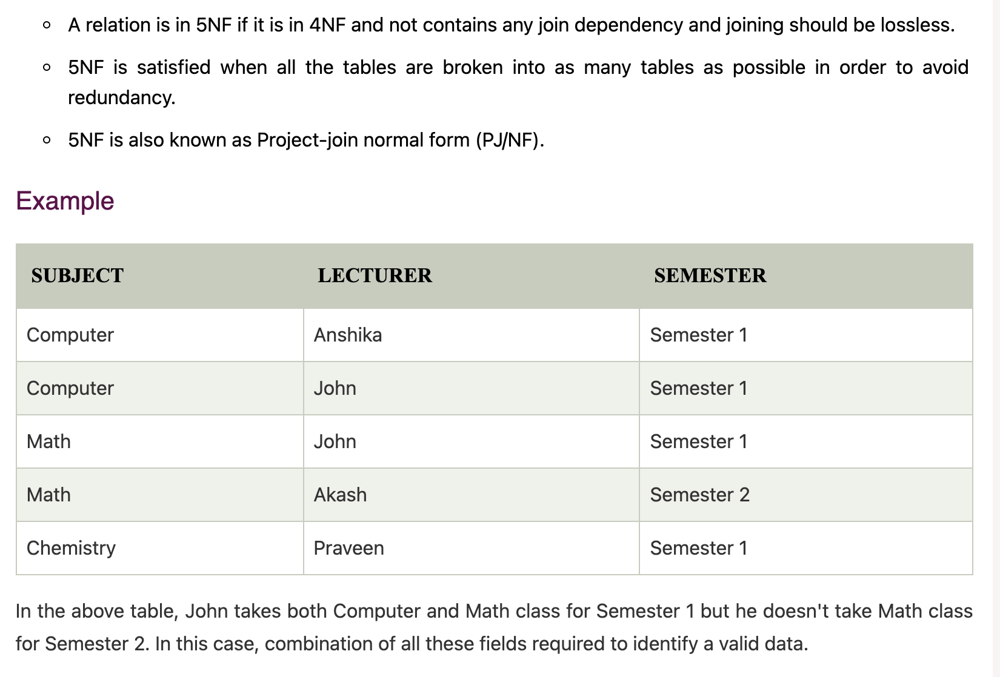 A relation is in 5NF if it is in 4NF and not contains any join dependency and joining should be lossless.
5NF is satisfied when all the tables are broken into as many tables as possible in order to avoid
redundancy.
5NF is also known as Project-join normal form (PJ/NF).
Example
SUBJECT LECTURER SEMESTER
Computer Anshika Semester 1
Computer John Semester 1
Math John Semester 1
Math Akash Semester 2
Chemistry Praveen Semester 1
In the above table, John takes both Computer and Math class for Semester 1 but he doesn't take Math class
for Semester 2. In this case, combination of all these fields required to identify a valid data.